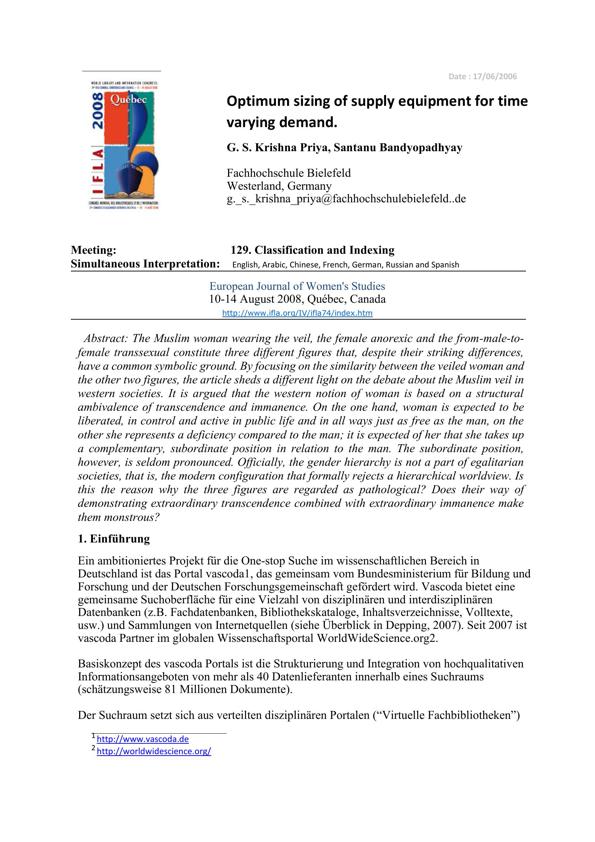 Date : 17/06/2006
WORLD LIBRARY AND INFORMATION CONGRESS:
IFLA 2008
Québec
Optimum sizing of supply equipment for time
varying demand.
G. S. Krishna Priya, Santanu Bandyopadhyay
Fachhochschule Bielefeld
Westerland, Germany
g._s._krishna_priya@fachhochschulebielefeld..de
Meeting: 129. Classification and Indexing
Simultaneous Interpretation: English, Arabic, Chinese, French, German, Russian and Spanish
European Journal of Women's Studies
10-14 August 2008, Québec, Canada
http://www.ifla.org/IV/ifla74/index.htm
Abstract: The Muslim woman wearing the veil, the female anorexic and the from-male-to-
female transsexual constitute three different figures that, despite their striking differences,
have a common symbolic ground. By focusing on the similarity between the veiled woman and
the other two figures, the article sheds a different light on the debate about the Muslim veil in
western societies. It is argued that the western notion of woman is based on a structural
ambivalence of transcendence and immanence. On the one hand, woman is expected to be
liberated, in control and active in public life and in all ways just as free as the man, on the
other she represents a deficiency compared to the man; it is expected of her that she takes up
a complementary, subordinate position in relation to the man. The subordinate position,
however, is seldom pronounced. Officially, the gender hierarchy is not a part of egalitarian
societies, that is, the modern configuration that formally rejects a hierarchical worldview. Is
this the reason why the three figures are regarded as pathological? Does their way of
demonstrating extraordinary transcendence combined with extraordinary immanence make
them monstrous?
1. Einführung
Ein ambitioniertes Projekt für die One-stop Suche im wissenschaftlichen Bereich in
Deutschland ist das Portal vascoda1, das gemeinsam vom Bundesministerium für Bildung und
Forschung und der Deutschen Forschungsgemeinschaft gefördert wird. Vascoda bietet eine
gemeinsame Suchoberfläche für eine Vielzahl von disziplinären und interdisziplinären
Datenbanken (z.B. Fachdatenbanken, Bibliothekskataloge, Inhaltsverzeichnisse, Volltexte,
usw.) und Sammlungen von Internetquellen (siehe Überblick in Depping, 2007). Seit 2007 ist
vascoda Partner im globalen Wissenschaftsportal WorldWideScience.org2.
Basiskonzept des vascoda Portals ist die Strukturierung und Integration von hochqualitativen
Informationsangeboten von mehr als 40 Datenlieferanten innerhalb eines Suchraums
(schätzungsweise 81 Millionen Dokumente).
Der Suchraum setzt sich aus verteilten disziplinären Portalen (“Virtuelle Fachbibliotheken”)
1 http://www.vascoda.de
2 http://worldwidescience.org/